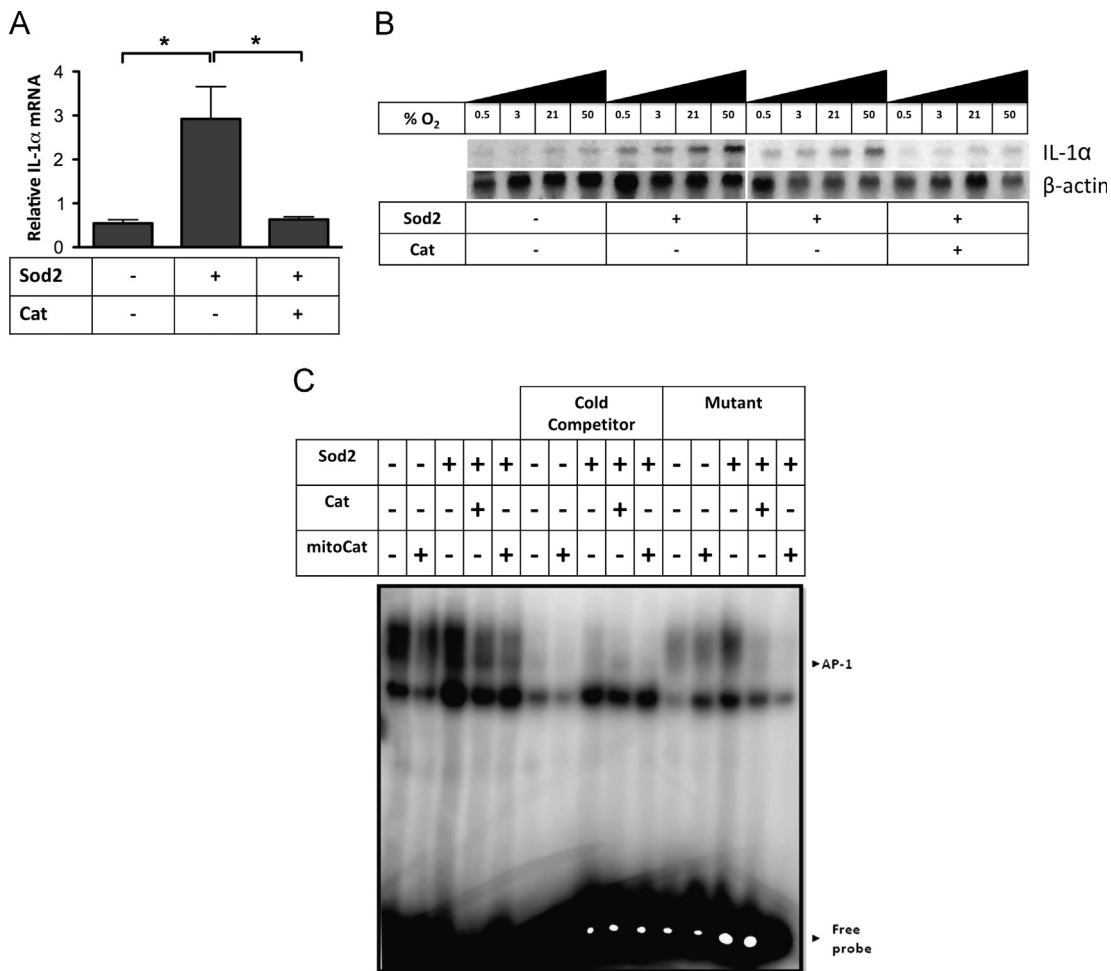 A
* *
4
3
2
1
0
Relative IL-1α mRNA
Sod2 - + +
Cat - - +
B
% O2 0.5 3 21 50 0.5 3 21 50 0.5 3 21 50 0.5 3 21 50
IL-1α
β-actin
Sod2 - + + +
Cat - - - +
C
Cold
Competitor
Mutant
Sod2 - - + + + - - + + + - - + + +
Cat - - - + - - - - + - - - - + -
mitoCat - + - - + - + - - + - + - - +
AP-1
Free
probe